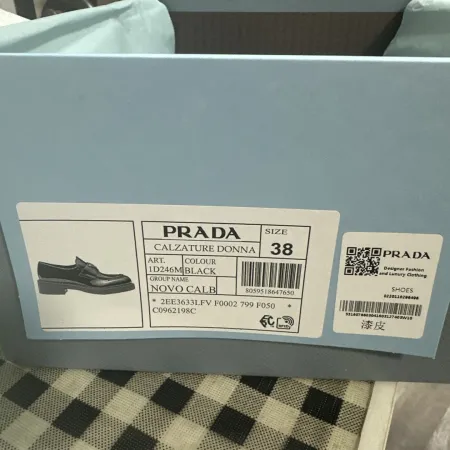 PRADA
CALZATURE DONNA
SIZE
38
ART.
1D246M
COLOUR
BLACK
GROUP NAME
NOVO CALB
8059518647650
* 2EE3633LFV F0002 799 F050 *
C0962198C
PRADA
Designer Fashion
and Luxury Clothing
SHOES
漆皮